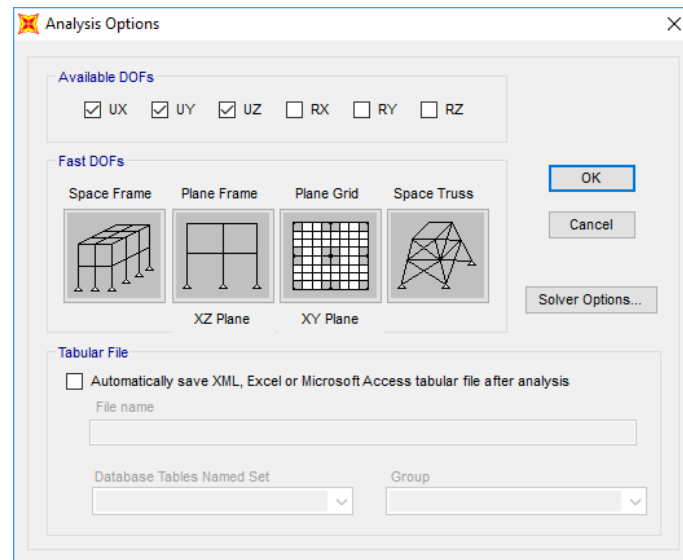 Analysis Options
Available DOFs
UX UY UZ RX RY RZ
Fast DOFs
Space Frame Plane Frame Plane Grid Space Truss
XZ Plane XY Plane
OK
Cancel
Solver Options...
Tabular File
Automatically save XML, Excel or Microsoft Access tabular file after analysis
File name
Database Tables Named Set Group